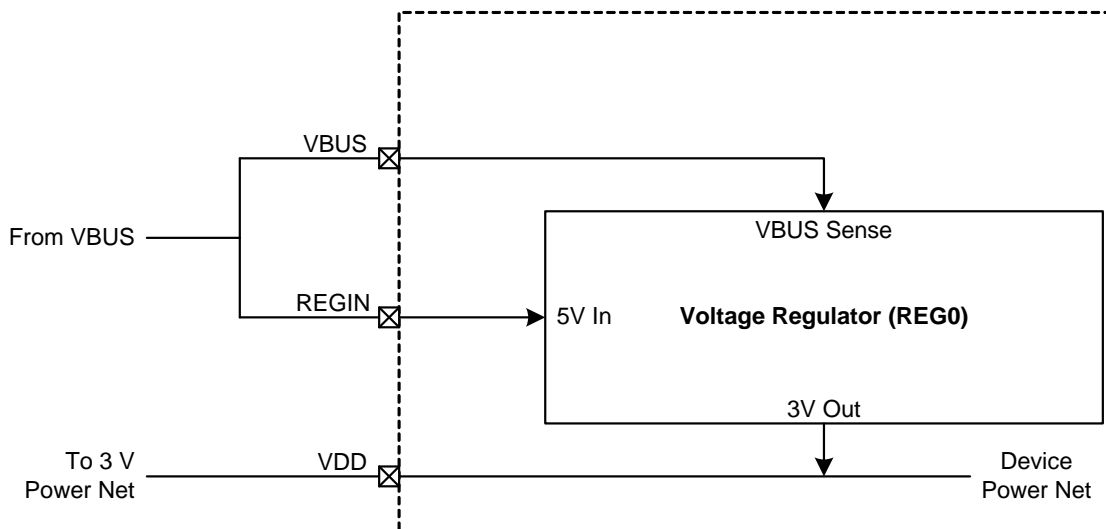 VBUS
From VBUS
VBUS Sense
REGIN
5V In
Voltage Regulator (REG0)
3V Out
To 3 V
Power Net
VDD
Device
Power Net